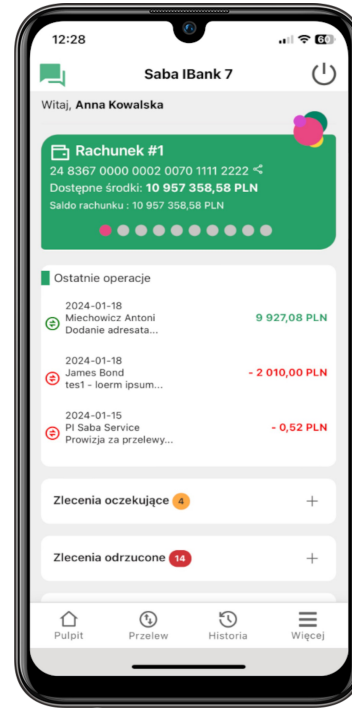 12:28
60
Saba IBank 7
Witaj, Anna Kowalska
Rachunek #1
24 8367 0000 0002 0070 1111 2222
Dostępne środki: 10 957 358,58 PLN
Saldo rachunku : 10 957 358,58 PLN
Ostatnie operacje
2024-01-18
Miechowicz Antoni
9 927,08 PLN
Dodanie adresata...
2024-01-18
James Bond
- 2 010,00 PLN
tes1 - loerm ipsum...
2024-01-15
PI Saba Service
- 0,52 PLN
Prowizja za przelewy...
Zlecenia oczekujące 4
Zlecenia odrzucone 14
Pulpit Przelew Historia Więcej